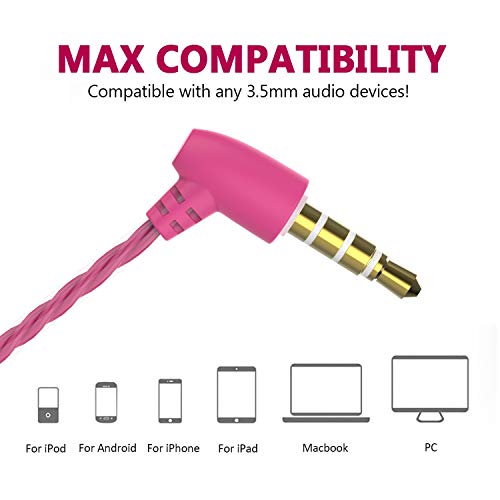 MAX COMPATIBILITY
Compatible with any 3.5mm audio devices!
For iPod For Android For iPhone For iPad Macbook PC